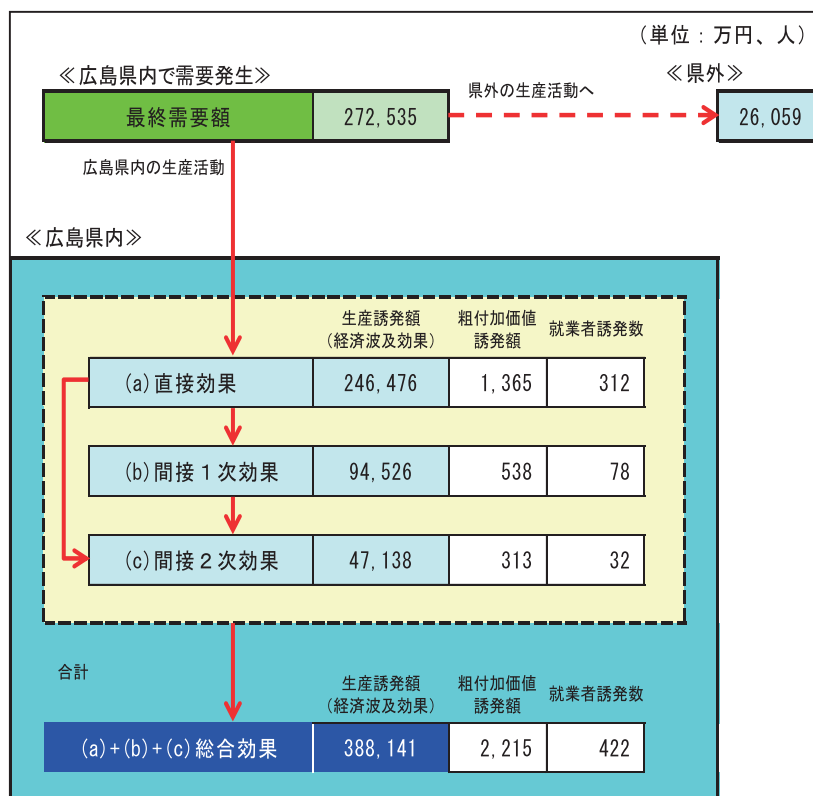 (単位：万円、人)
≪広島県内で需要発生≫
≪県外≫
県外の生産活動へ
最終需要額 272,535 26,059
広島県内の生産活動
≪広島県内≫
生産誘発額 粗付加価値 就業者誘発数
(経済波及効果) 誘発額
(a)直接効果 246,476 1,365 312
(b)間接１次効果 94,526 538 78
(c)間接２次効果 47,138 313 32
合計
生産誘発額 粗付加価値 就業者誘発数
(経済波及効果) 誘発額
(a)+(b)+(c)総合効果 388,141 2,215 422